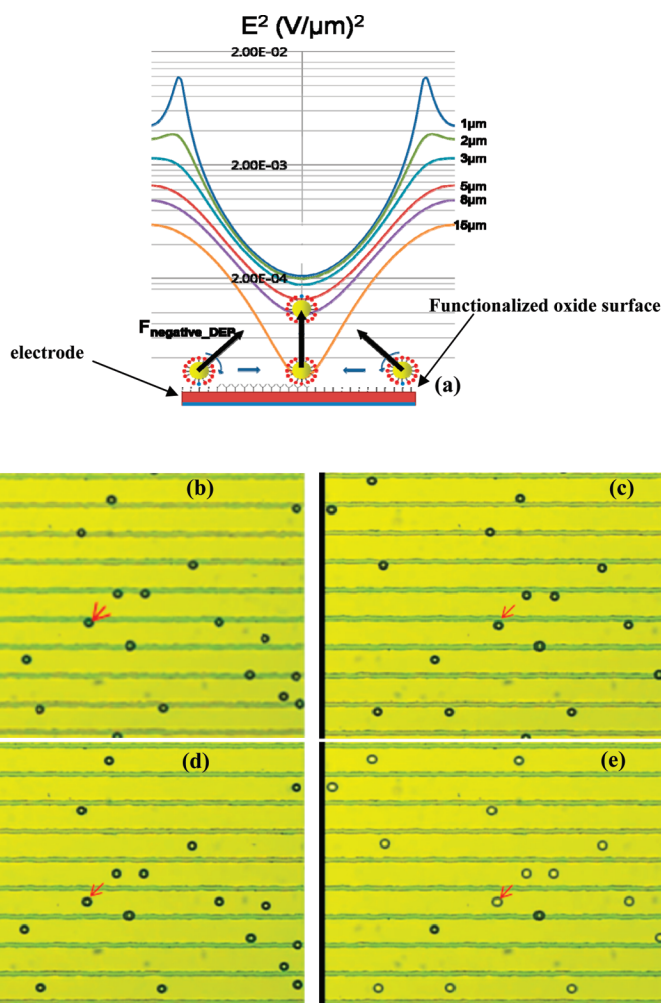 E² (V/μm)²
2.00E-02
1μm
2μm
2.00E-03
3μm
5μm
8μm
15μm
2.00E-04
Functionalized oxide surface
Fnegative_DEP
electrode
(a)
(b)
(c)
(d)
(e)